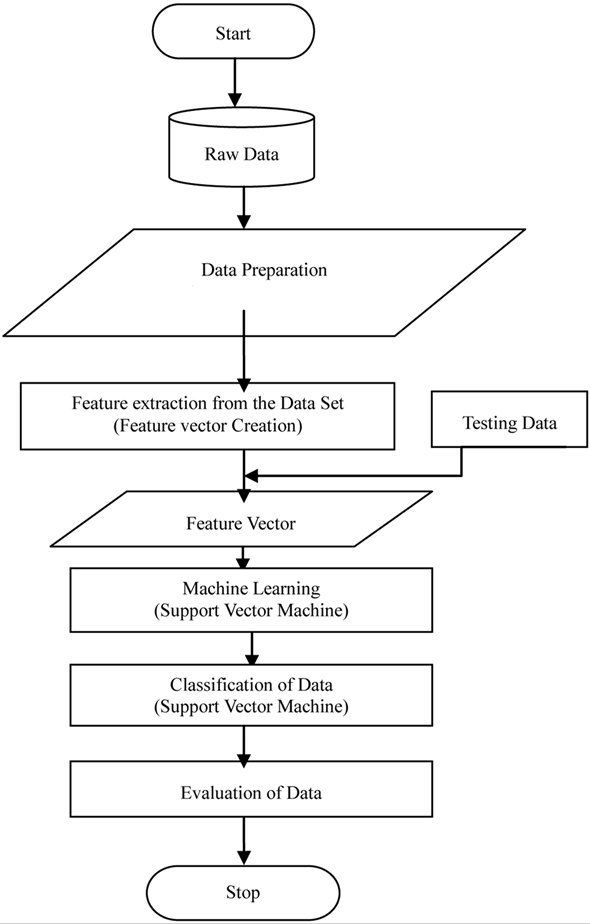 Start
Raw Data
Data Preparation
Feature extraction from the Data Set
(Feature vector Creation)
Testing Data
Feature Vector
Machine Learning
(Support Vector Machine)
Classification of Data
(Support Vector Machine)
Evaluation of Data
Stop